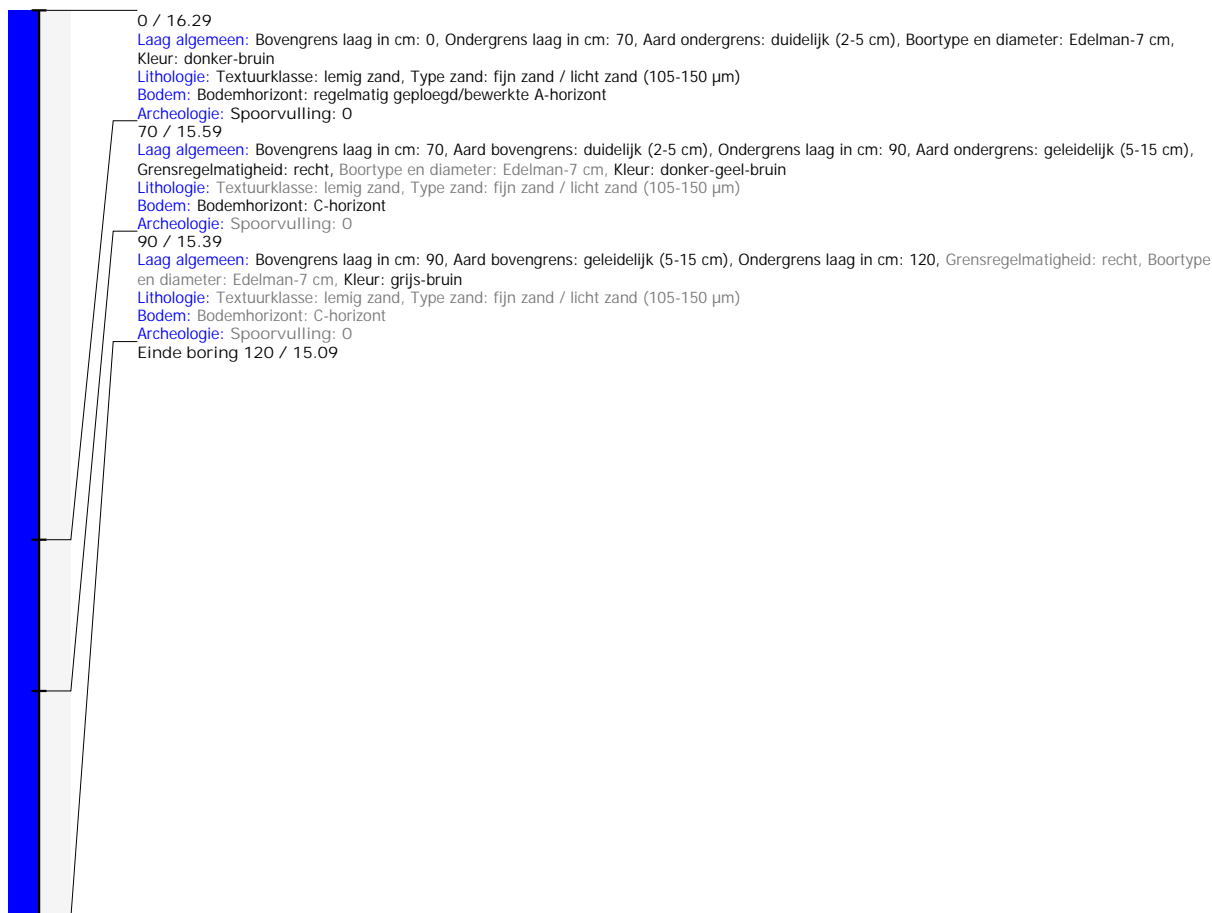 0 / 16.29
Laag algemeen: Bovengrens laag in cm: 0, Ondergrens laag in cm: 70, Aard ondergrens: duidelijk (2-5 cm), Boortype en diameter: Edelman-7 cm,
Kleur: donker-bruin
Lithologie: Textuurklasse: lemig zand, Type zand: fijn zand / licht zand (105-150 µm)
Bodem: Bodemhorizont: regelmatig geploegd/bewerkte A-horizont
Archeologie: Spoorvulling: 0
70 / 15.59
Laag algemeen: Bovengrens laag in cm: 70, Aard bovengrens: duidelijk (2-5 cm), Ondergrens laag in cm: 90, Aard ondergrens: geleidelijk (5-15 cm),
Grensregelmatigheid: recht, Boortype en diameter: Edelman-7 cm, Kleur: donker-geel-bruin
Lithologie: Textuurklasse: lemig zand, Type zand: fijn zand / licht zand (105-150 µm)
Bodem: Bodemhorizont: C-horizont
Archeologie: Spoorvulling: 0
90 / 15.39
Laag algemeen: Bovengrens laag in cm: 90, Aard bovengrens: geleidelijk (5-15 cm), Ondergrens laag in cm: 120, Grensregelmatigheid: recht, Boortype
en diameter: Edelman-7 cm, Kleur: grijs-bruin
Lithologie: Textuurklasse: lemig zand, Type zand: fijn zand / licht zand (105-150 µm)
Bodem: Bodemhorizont: C-horizont
Archeologie: Spoorvulling: 0
Einde boring 120 / 15.09